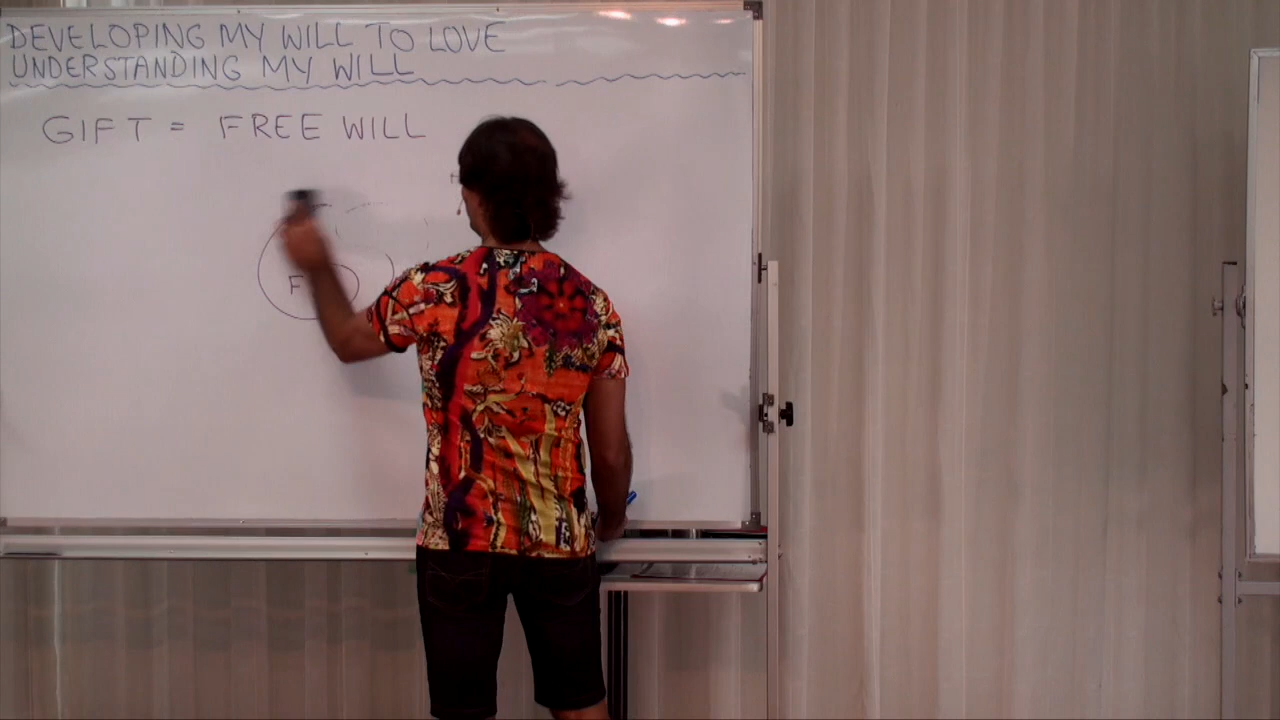 DEVELOPING MY WILL TO LOVE
UNDERSTANDING MY WILL
GIFT = FREE WILL
F